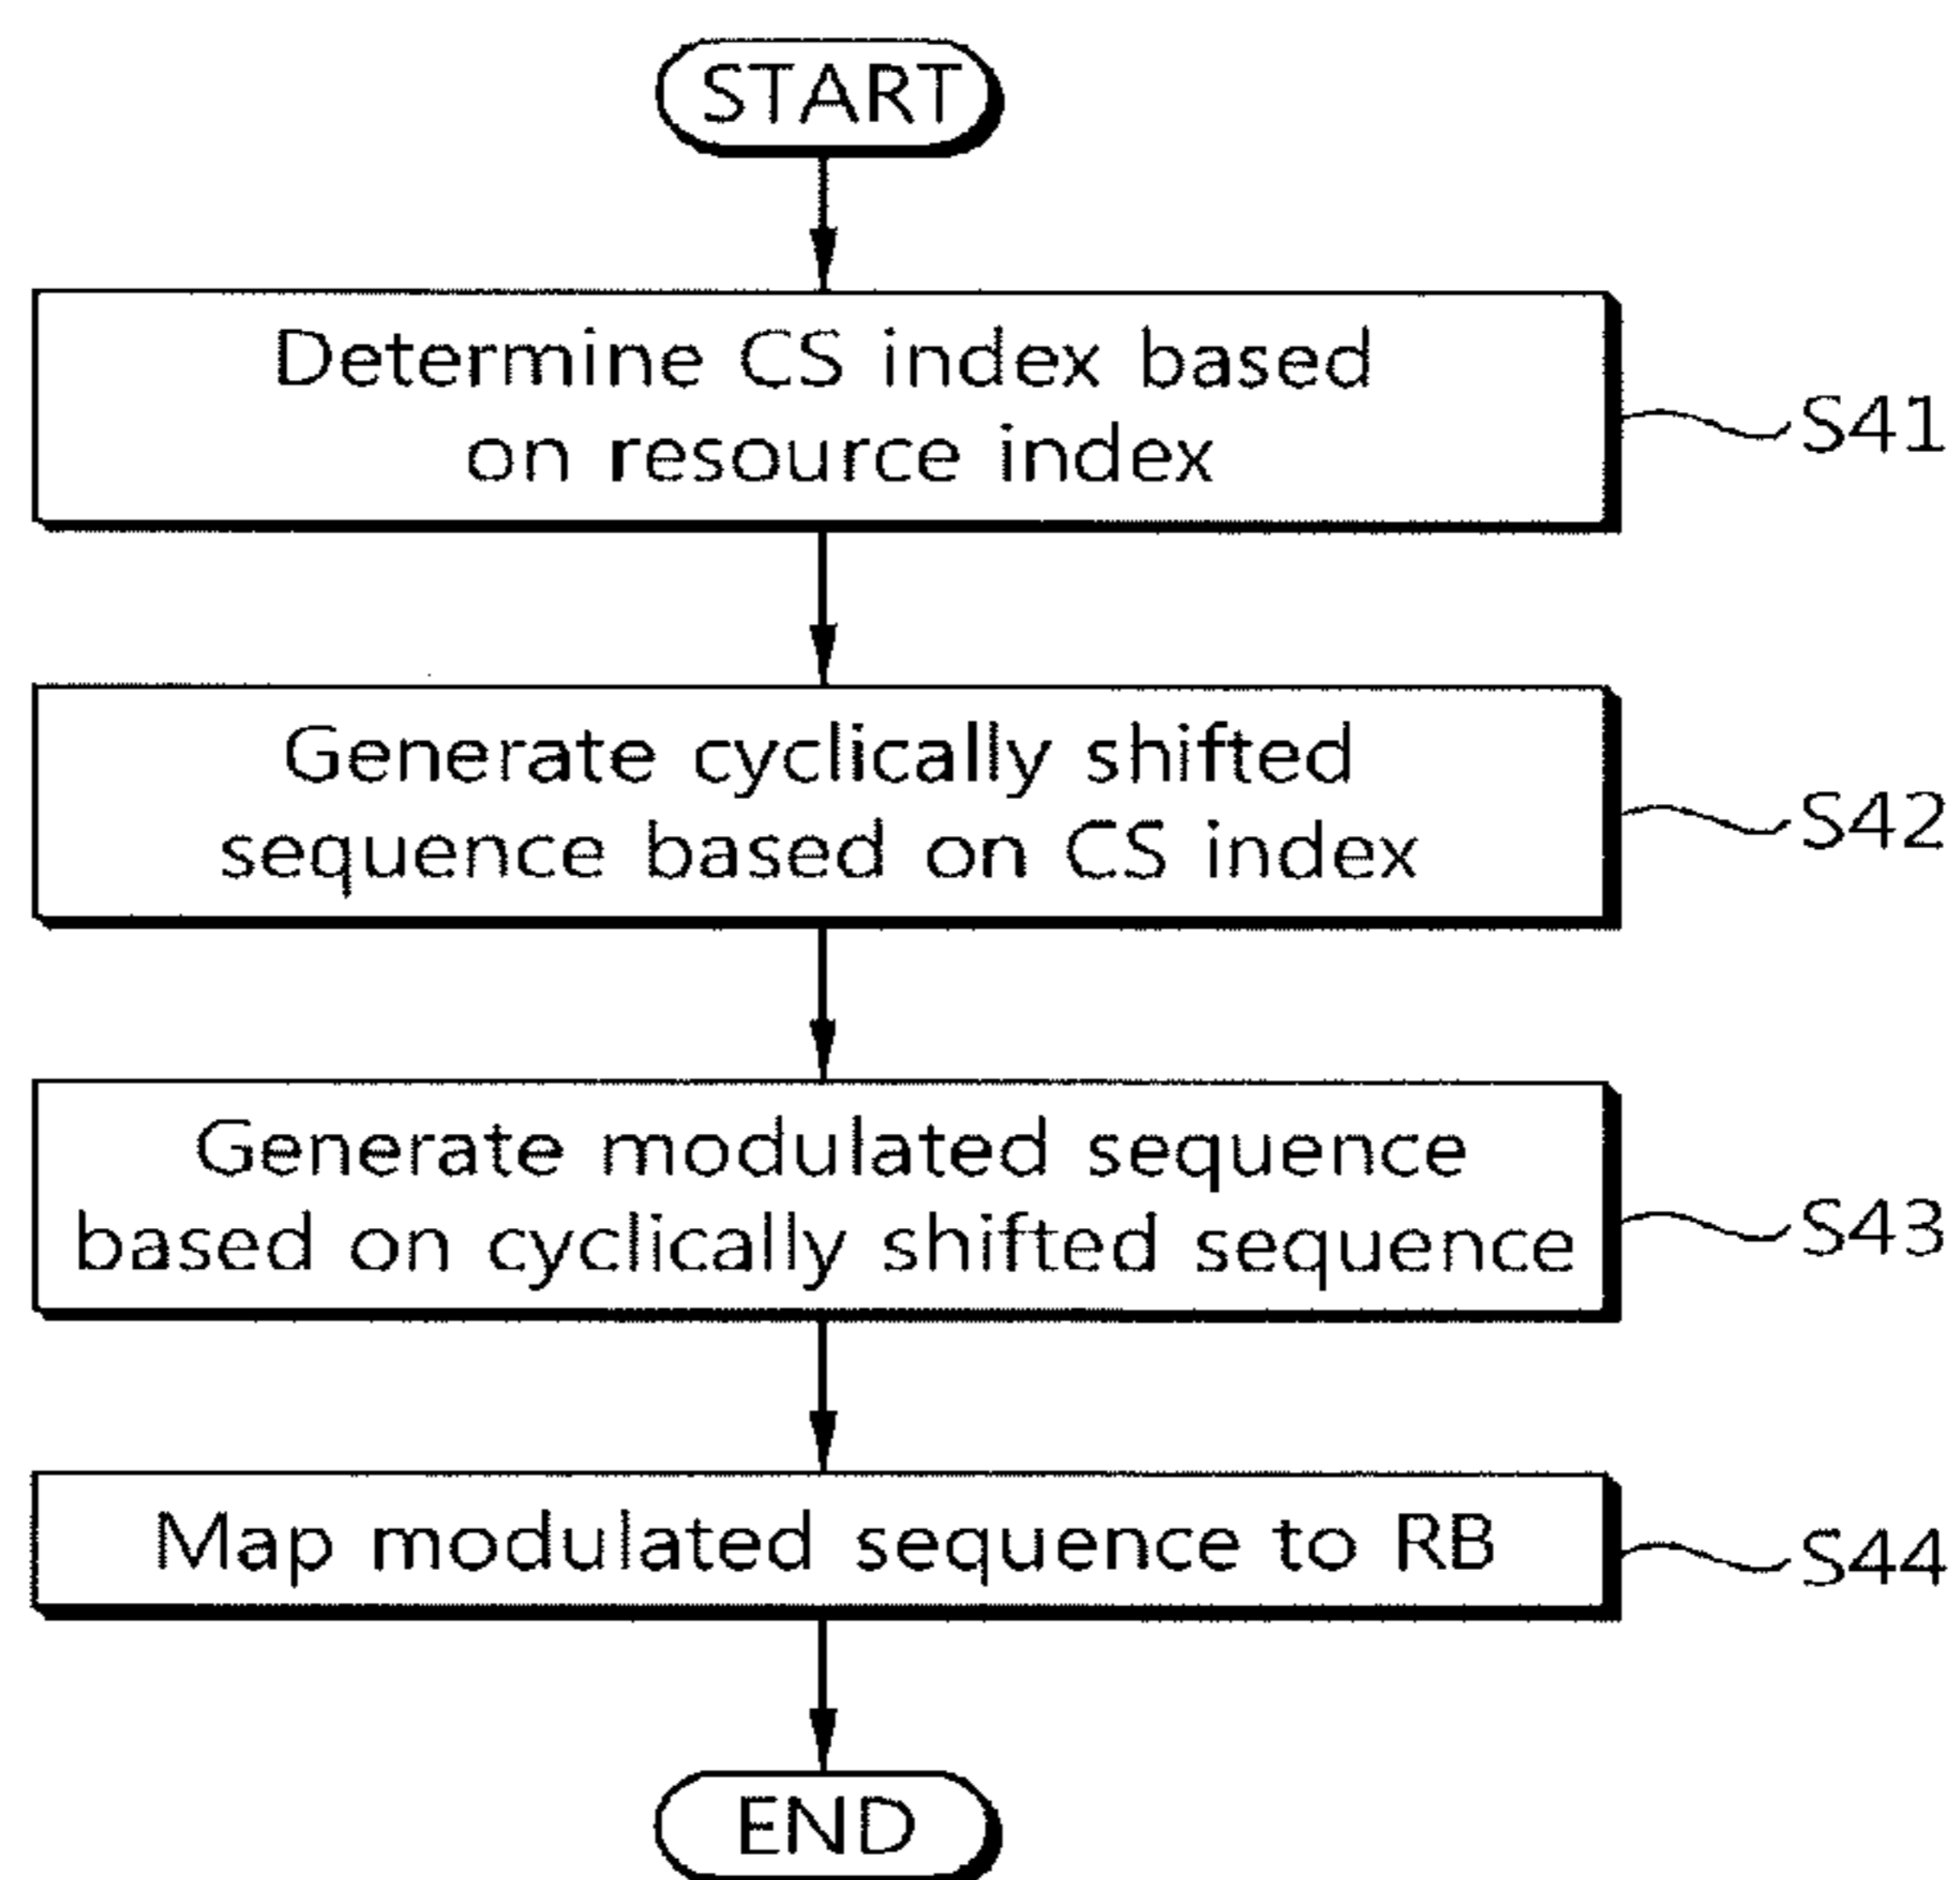 START
Determine CS index based
on resource index
S41
Generate cyclically shifted
sequence based on CS index
S42
Generate modulated sequence
based on cyclically shifted sequence
S43
Map modulated sequence to RB
S44
END